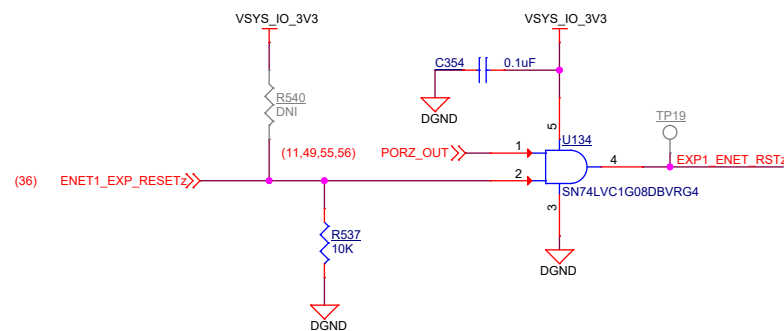 VSYS_IO_3V3
VSYS_IO_3V3
C354
0.1uF
R540
DNI
DGND
5
U134
TP19
(11,49,55,56)
PORZ_OUT
1
4
EXP1_ENET_RSTz
(36)
ENET1_EXP_RESETz
2
SN74LVC1G08DBVRG4
3
R537
10K
DGND
DGND